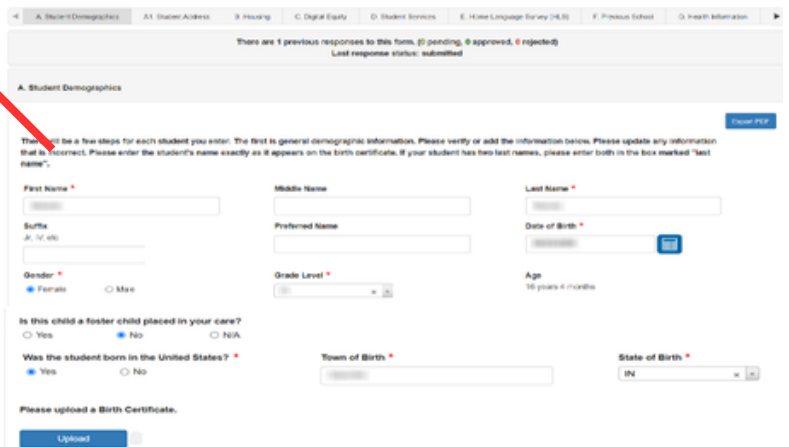 A. Student Demographics A1. Student Address B. Housing C. Digital Equity D. Student Services E. Home Language Survey (HLS) F. Previous School G. Health Information
There are 1 previous responses to this form. (0 pending, 0 approved, 0 rejected)
Last response status: submitted
A. Student Demographics
Export PDF
There will be a few steps for each student you enter. The first is general demographic information. Please verify or add the information below. Please update any information
that is incorrect. Please enter the student's name exactly as it appears on the birth certificate. If your student has two last names, please enter both in the box marked "last
name".
First Name * Middle Name Last Name *
Suffix Preferred Name Date of Birth *
Jr, IV, etc
Gender * Grade Level * Age
Female Male 16 years 4 months
Is this child a foster child placed in your care?
Yes No N/A
Was the student born in the United States? * Town of Birth * State of Birth *
Yes No IN
Please upload a Birth Certificate.
Upload